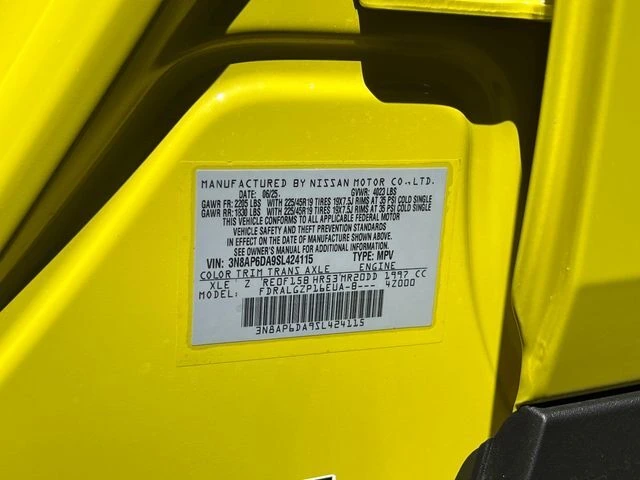 MANUFACTURED BY NISSAN MOTOR CO.,LTD.
DATE: 06/25 GVWR: 4023 LBS
GAWR FR: 2205 LBS WITH 225/45R19 TIRES 19X7.5J RIMS AT 35 PSI COLD SINGLE
GAWR RR: 1830 LBS WITH 225/45R19 TIRES 19X7.5J RIMS AT 35 PSI COLD SINGLE
THIS VEHICLE CONFORMS TO ALL APPLICABLE FEDERAL MOTOR
VEHICLE SAFETY AND THEFT PREVENTION STANDARDS
IN EFFECT ON THE DATE OF MANUFACTURE SHOWN ABOVE.
SEE OWNER'S MANUAL FOR ADDITIONAL INFORMATION.
VIN: 3N8AP6DA9SL424115 TYPE: MPV
COLOR TRIM TRANS AXLE ENGINE
XLE Z RE0F15B HR53MR20DD 1997 CC
MODEL: FDRALGZP16EUA-B--- 4Z000
3N8AP6DA9SL424115